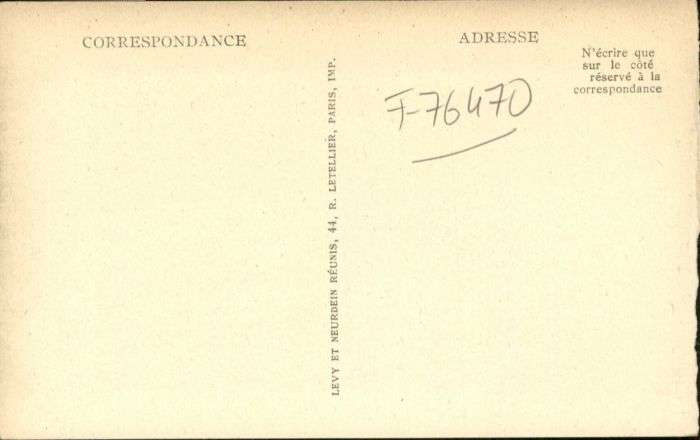 CORRESPONDANCE
ADRESSE
N'écrire que
sur le côté
réservé à la
correspondance
F-76470
LEVY ET NEURDEIN RÉUNIS, 44, R. LETELLIER, PARIS, IMP.